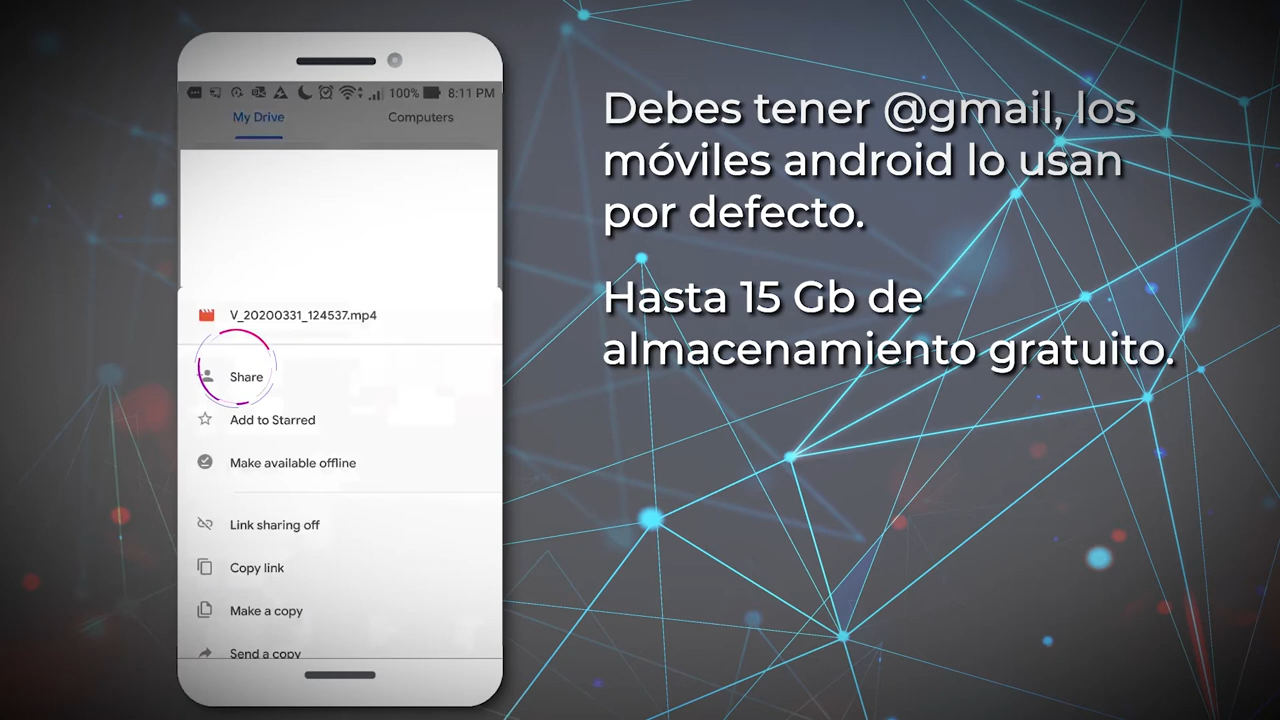 100% 8:11 PM
My Drive Computers
V_20200331_124537.mp4
Share
Add to Starred
Make available offline
Link sharing off
Copy link
Make a copy
Send a copy
Debes tener @gmail, los
móviles android lo usan
por defecto.
Hasta 15 Gb de
almacenamiento gratuito.